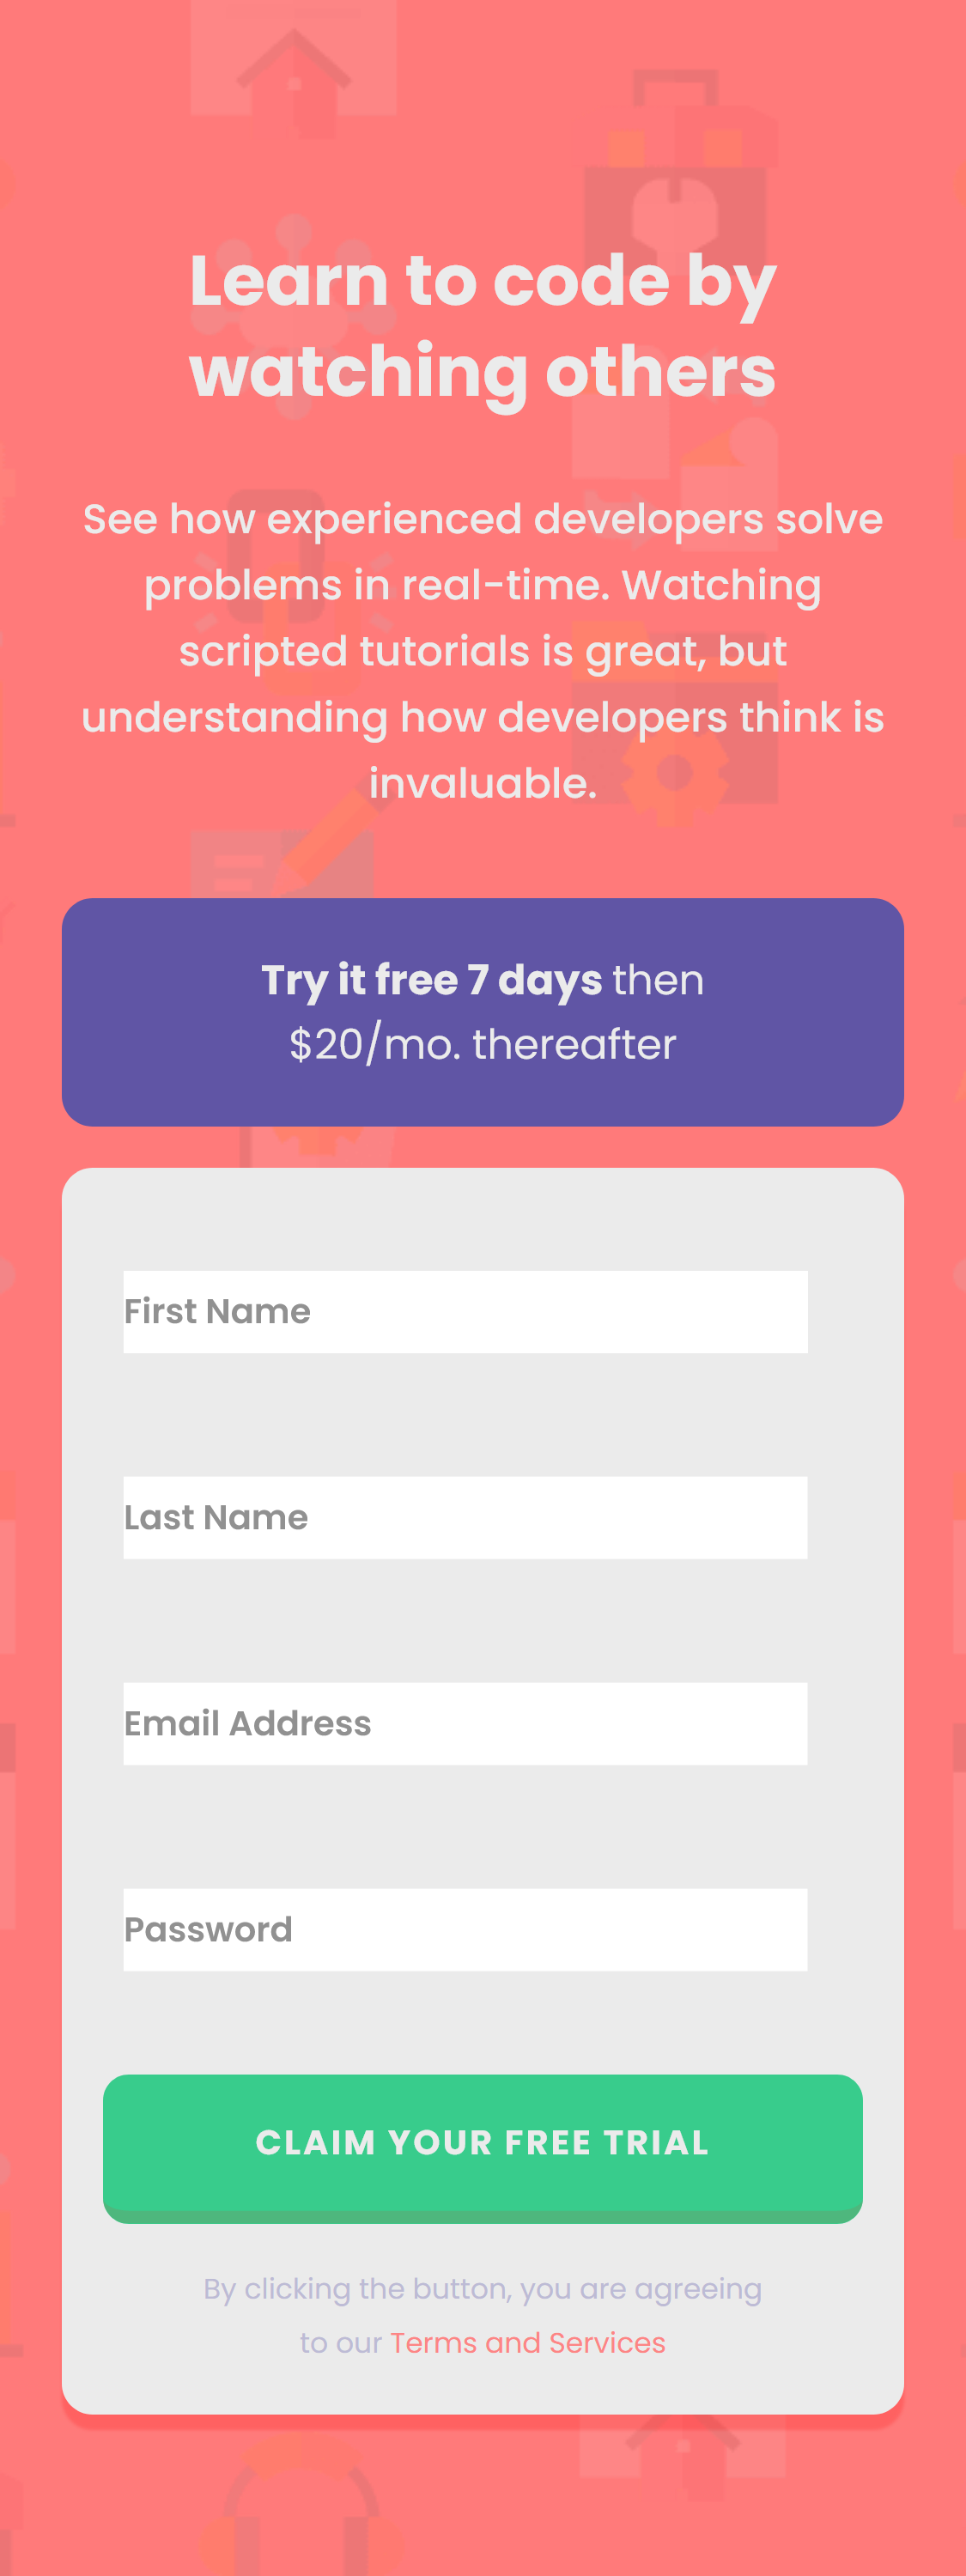 Learn to code by
watching others
See how experienced developers solve
problems in real-time. Watching
scripted tutorials is great, but
understanding how developers think is
invaluable.
Try it free 7 days then
$20/mo. thereafter
First Name
Last Name
Email Address
Password
CLAIM YOUR FREE TRIAL
By clicking the button, you are agreeing
to our Terms and Services